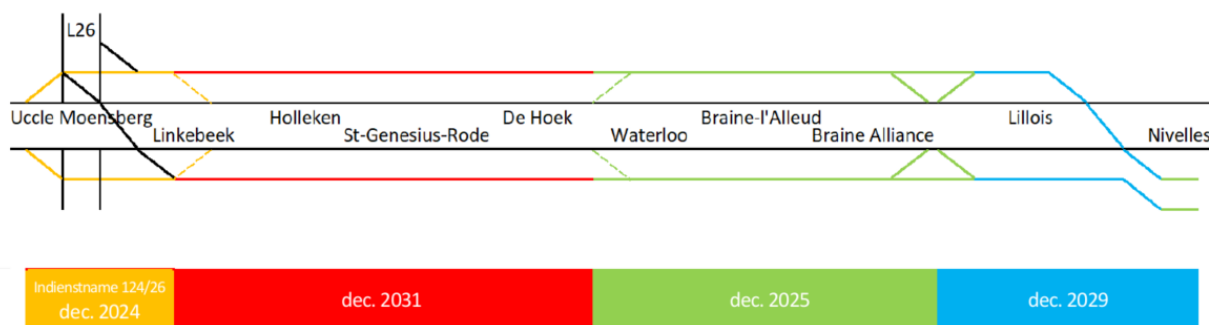 L26
Uccle Moensberg
Holleken
De Hoek
Braine-l'Alleud
Lillois
Linkebeek
St-Genesius-Rode
Waterloo
Braine Alliance
Nivelles
Indienstname 124/26
dec. 2024
dec. 2031
dec. 2025
dec. 2029